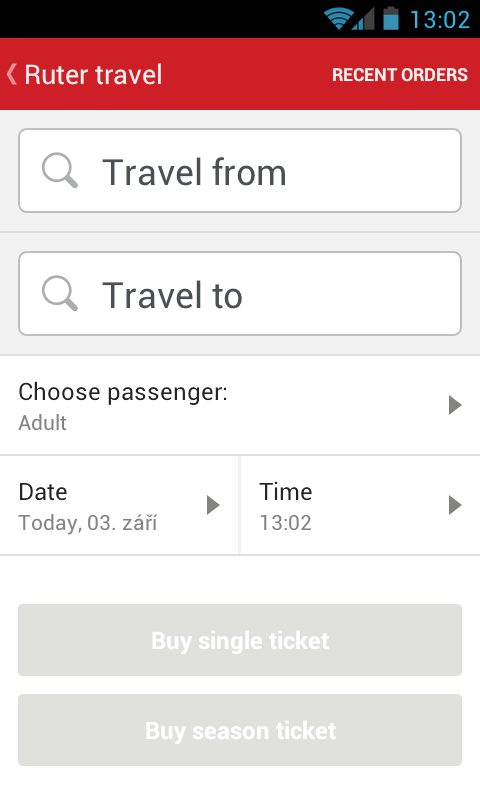 13:02
Ruter travel
RECENT ORDERS
Travel from
Travel to
Choose passenger:
Adult
Date
Today, 03. září
Time
13:02
Buy single ticket
Buy season ticket